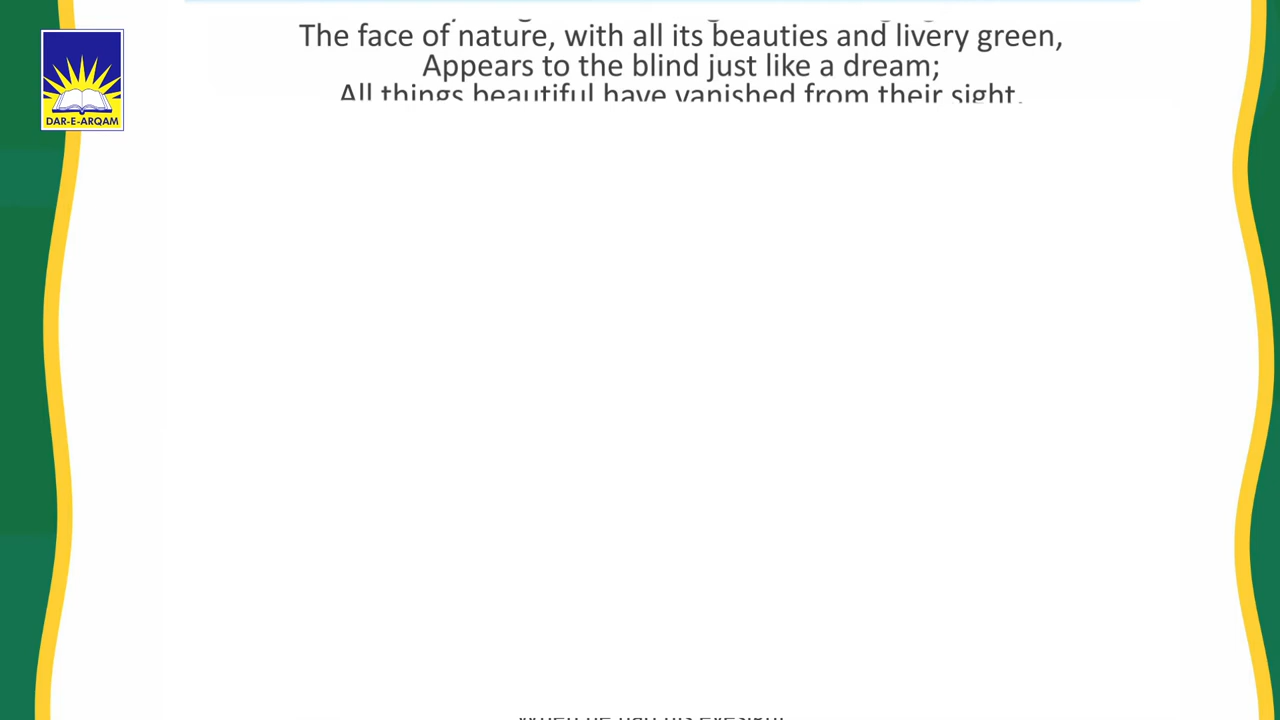 DAR-E-ARQAM
The face of nature, with all its beauties and livery green,
Appears to the blind just like a dream;
All things beautiful have vanished from their sight,